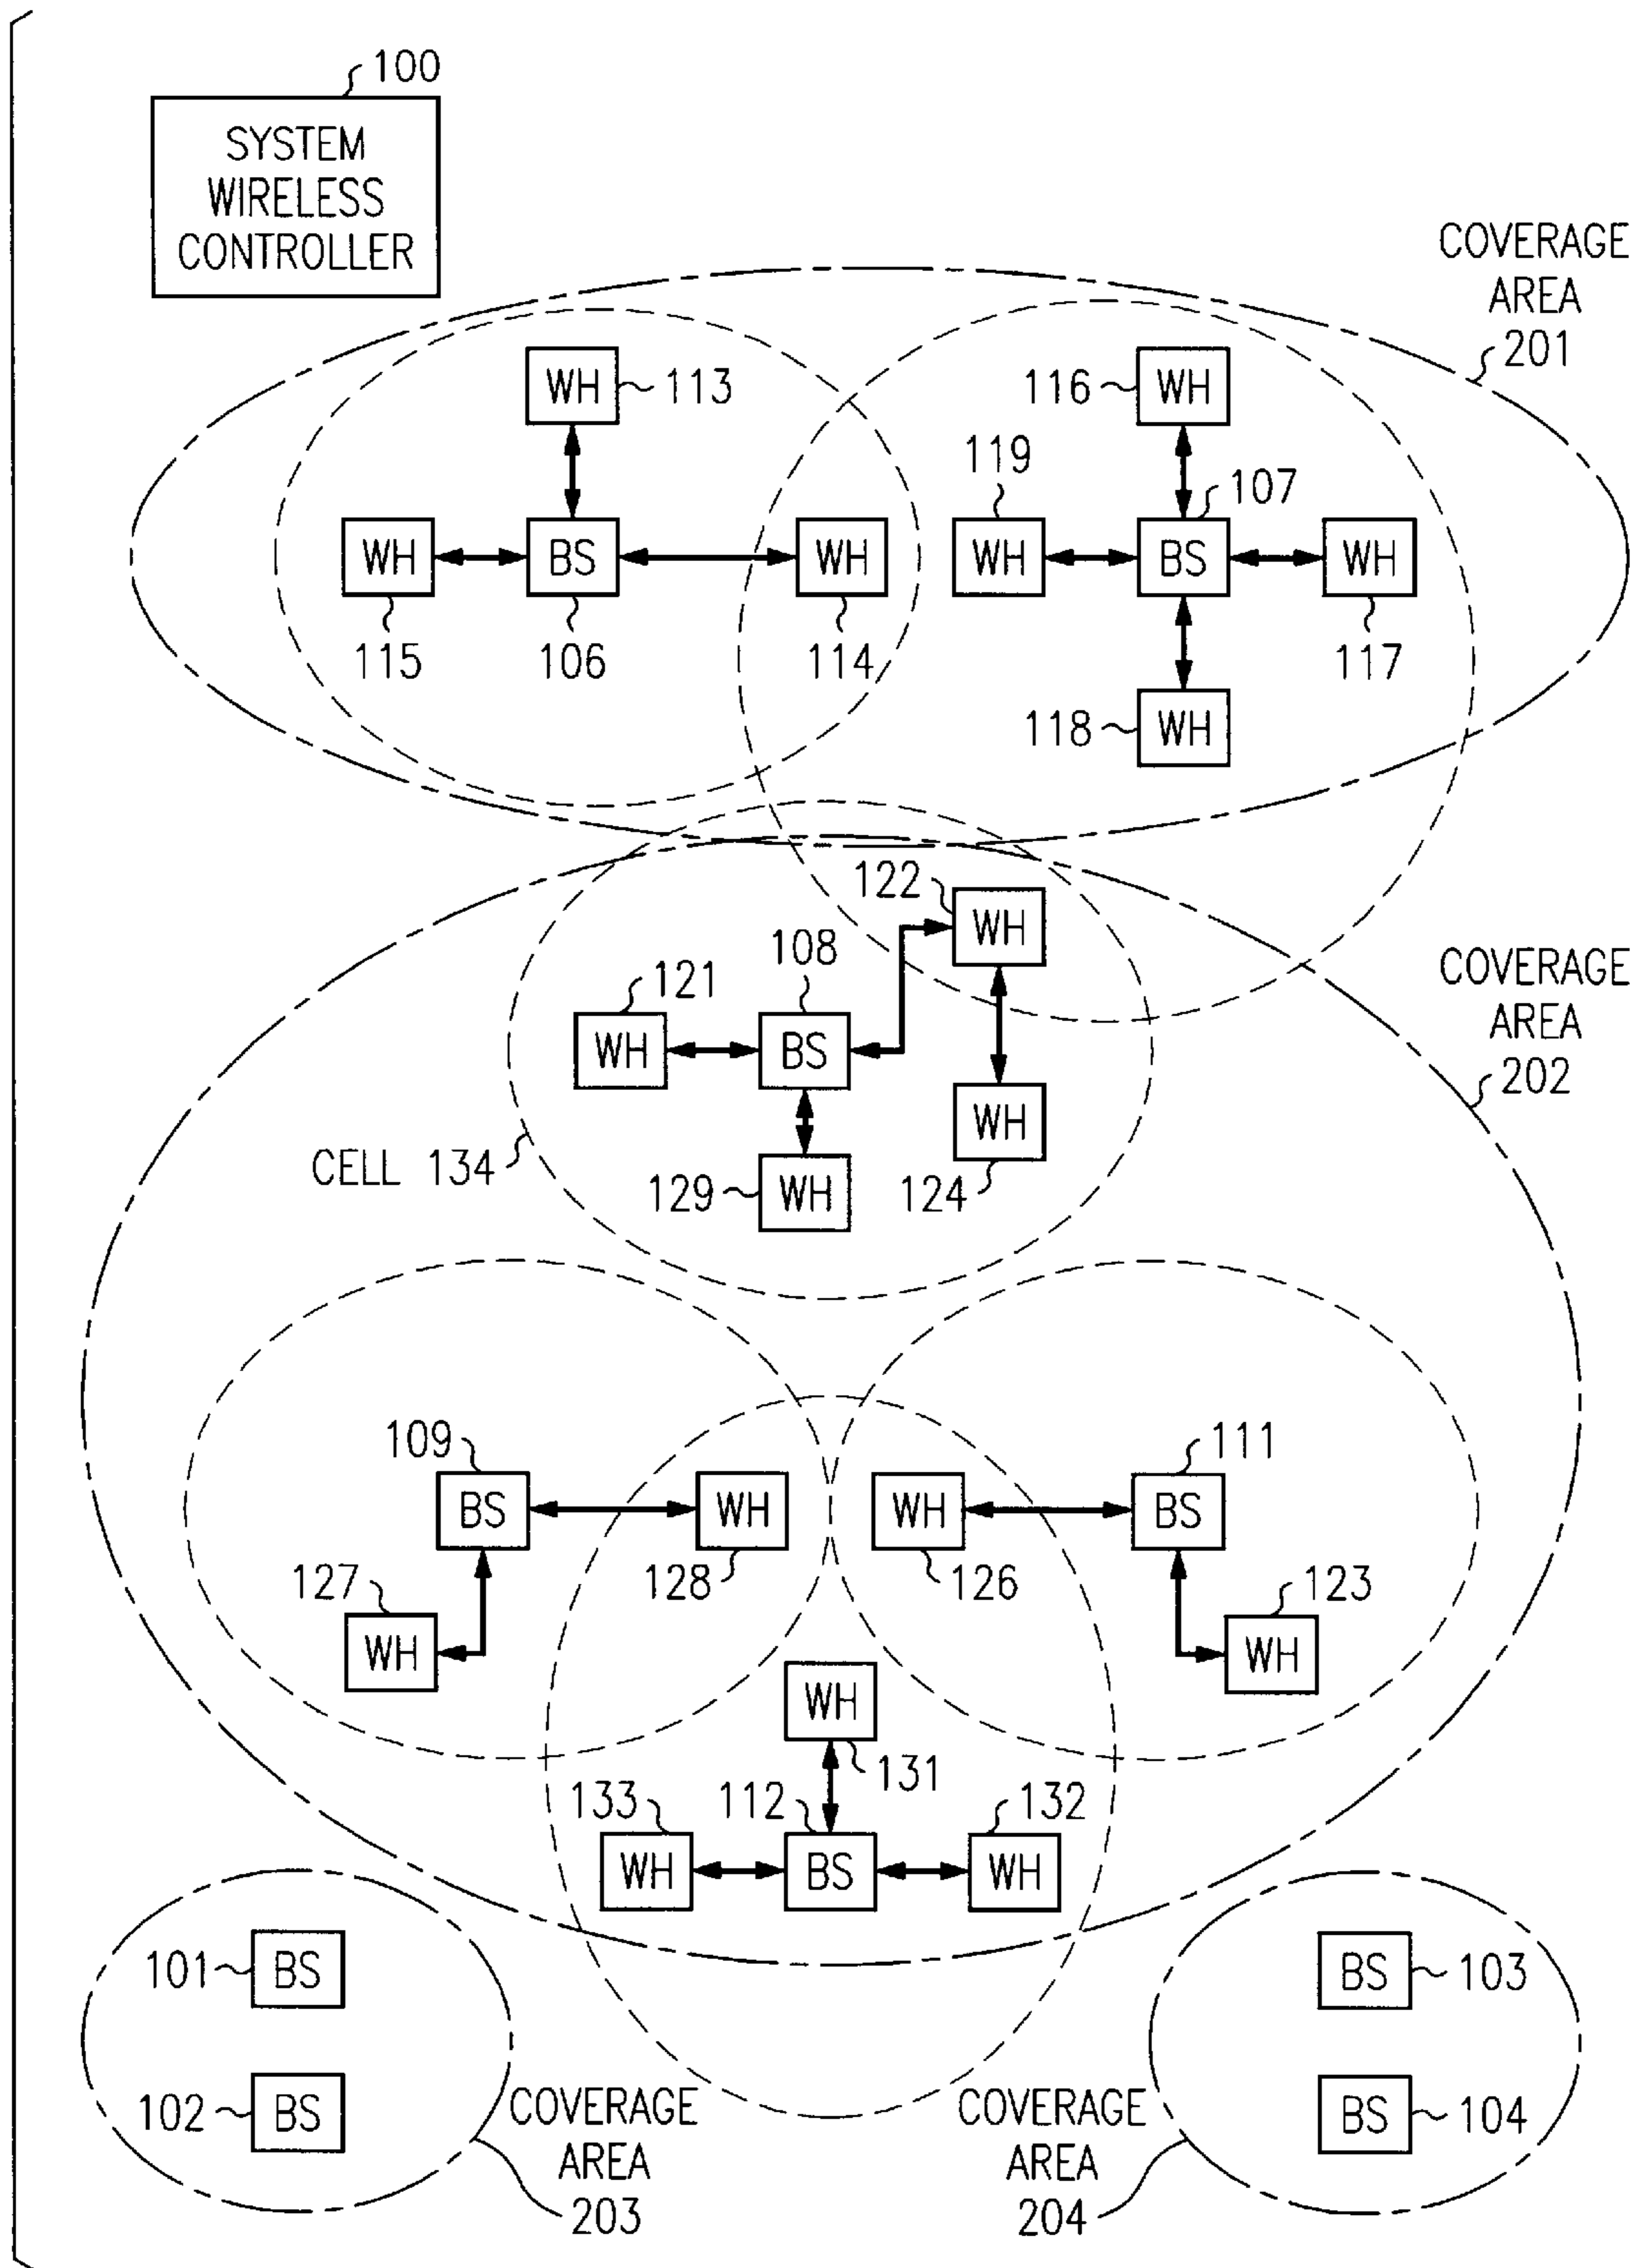 100
SYSTEM
WIRELESS
CONTROLLER
COVERAGE
AREA
201
WH
113
116
WH
119
107
WH
BS
WH
WH
BS
WH
115
106
114
117
118
WH
122
WH
108
COVERAGE
AREA
202
121
WH
BS
WH
CELL 134
129
WH
124
109
111
BS
WH
WH
BS
127
128
126
123
WH
WH
WH
131
133
112
132
WH
BS
WH
101
BS
BS
103
102
BS
BS
104
COVERAGE
AREA
203
COVERAGE
AREA
204